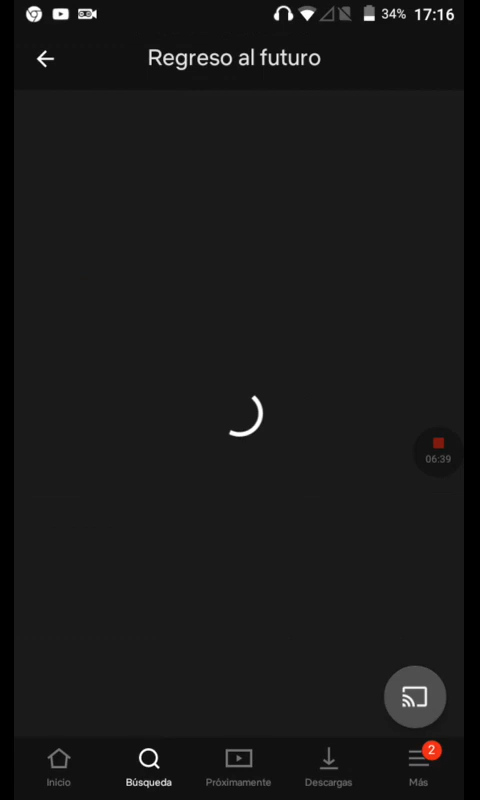 34% 17:16
Regreso al futuro
06:39
2
Inicio Búsqueda Próximamente Descargas Más